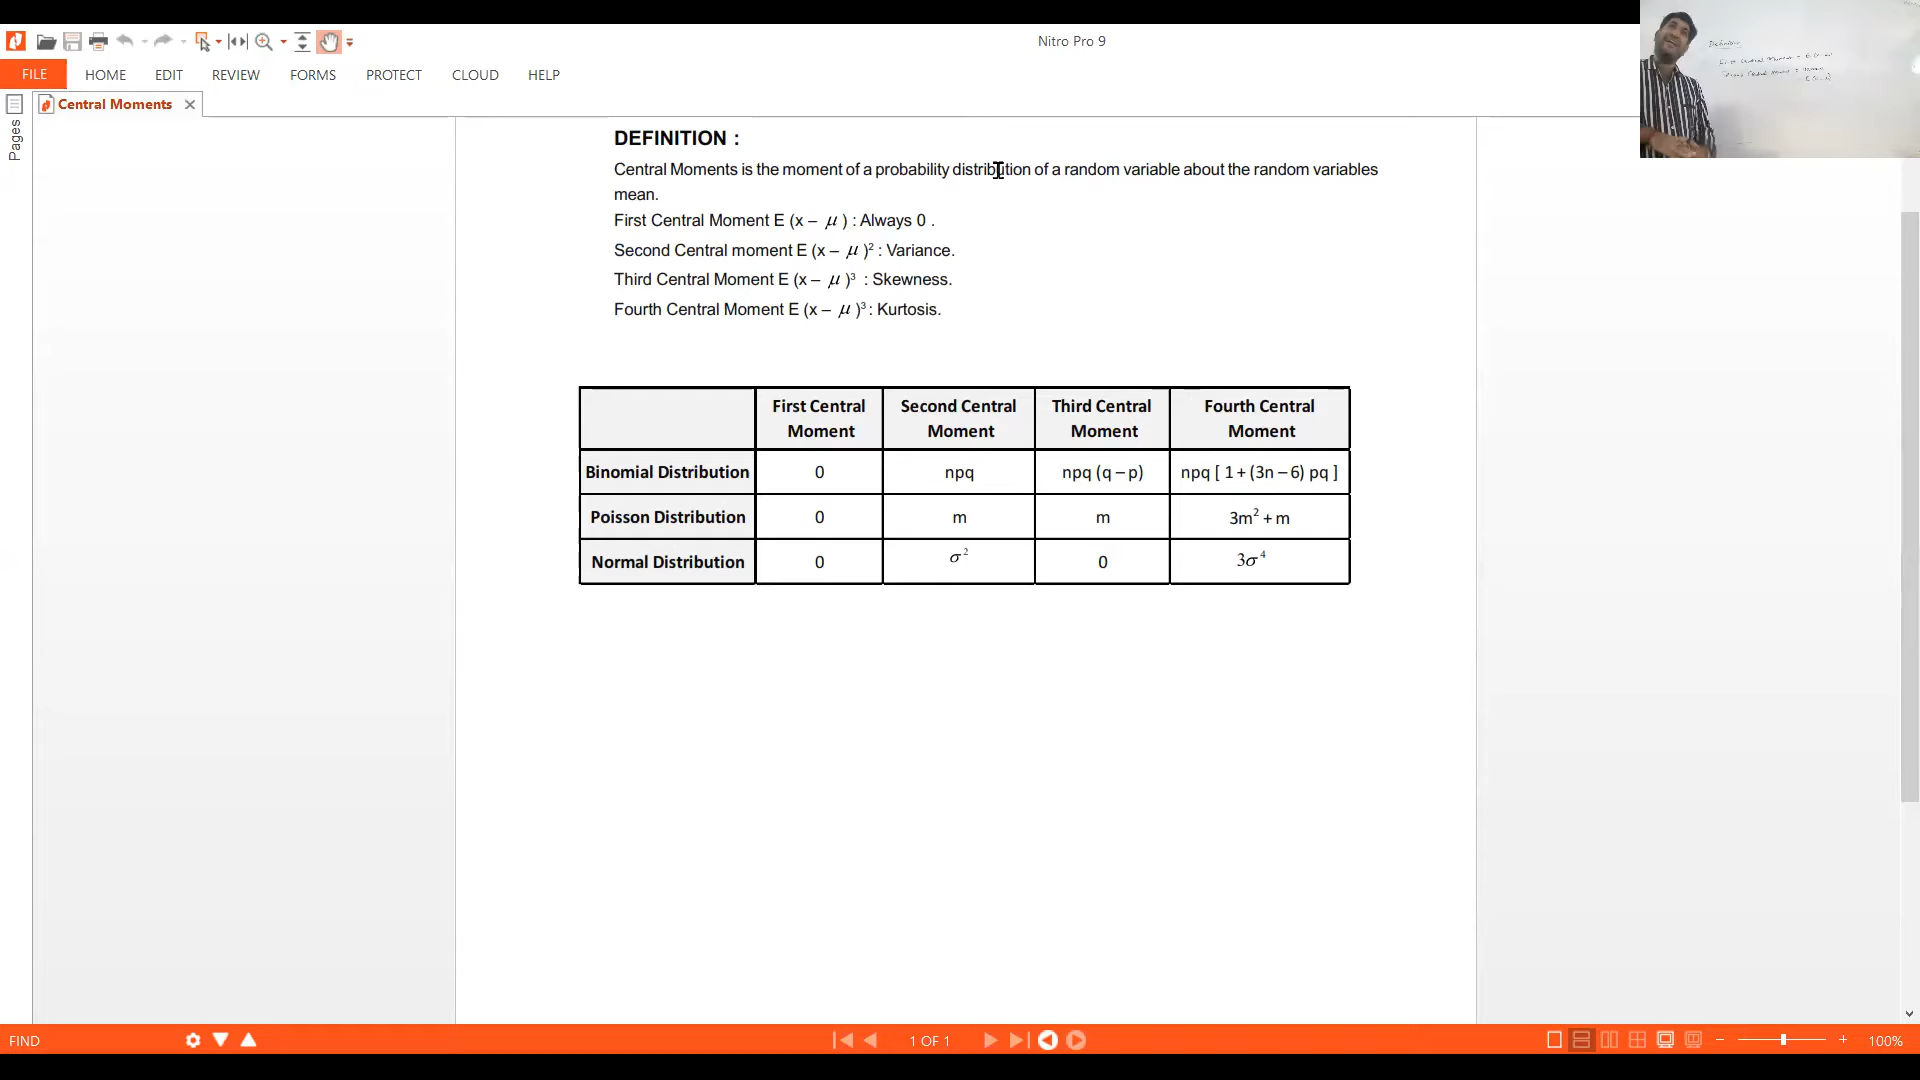 Nitro Pro 9
FILE HOME EDIT REVIEW FORMS PROTECT CLOUD HELP
Central Moments
Pages
DEFINITION :
Central Moments is the moment of a probability distribution of a random variable about the random variables
mean.
First Central Moment E (x – μ ) : Always 0 .
Second Central moment E (x – μ )² : Variance.
Third Central Moment E (x – μ )³ : Skewness.
Fourth Central Moment E (x – μ )³ : Kurtosis.
First Central Moment Second Central Moment Third Central Moment Fourth Central Moment
Binomial Distribution 0 npq npq (q – p) npq [ 1 + (3n – 6) pq ]
Poisson Distribution 0 m m 3m² + m
Normal Distribution 0 σ² 0 3σ⁴
Definition
FIND 1 OF 1 100%